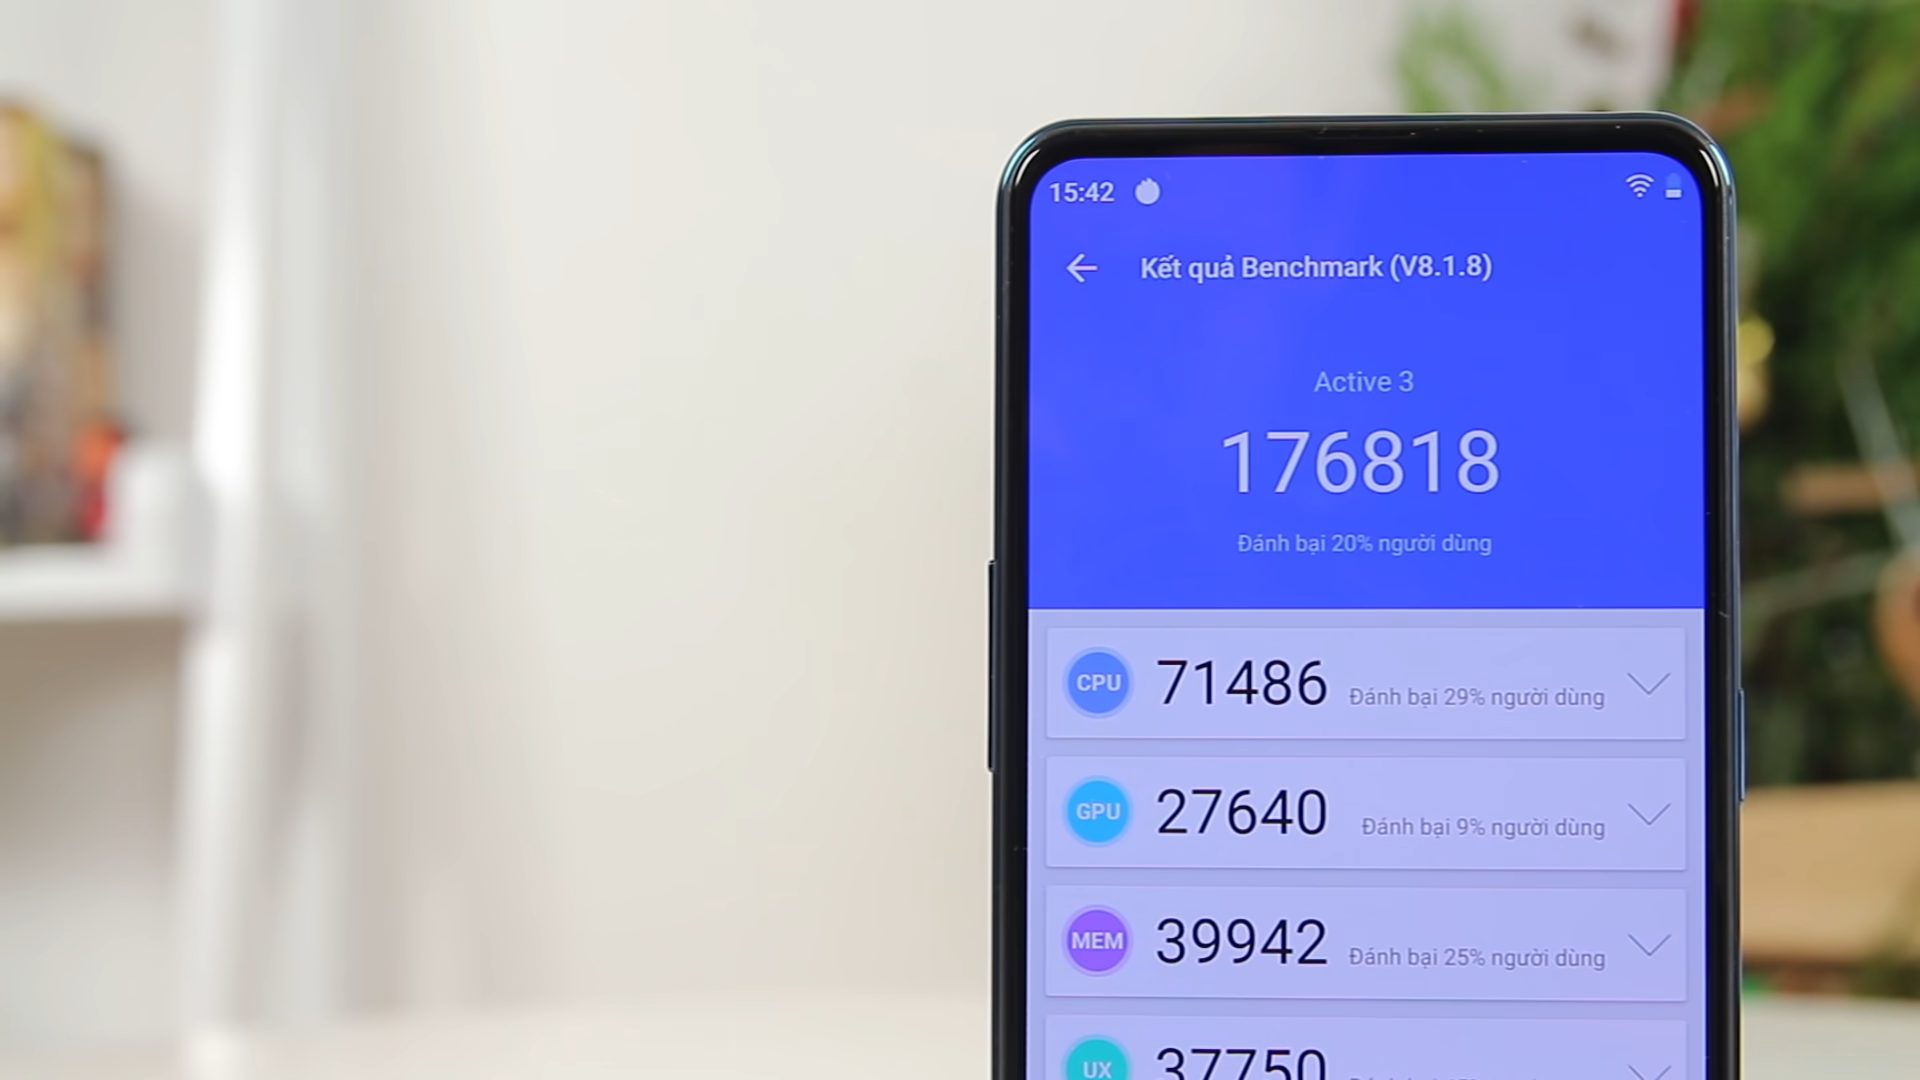 15:42
Kết quả Benchmark (V8.1.8)
Active 3
176818
Đánh bại 20% người dùng
CPU 71486 Đánh bại 29% người dùng
GPU 27640 Đánh bại 9% người dùng
MEM 39942 Đánh bại 25% người dùng
UX 37750